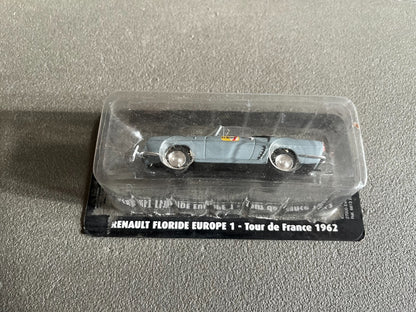 RENAULT FLORIDE EUROPE 1 - Tour de France 1962